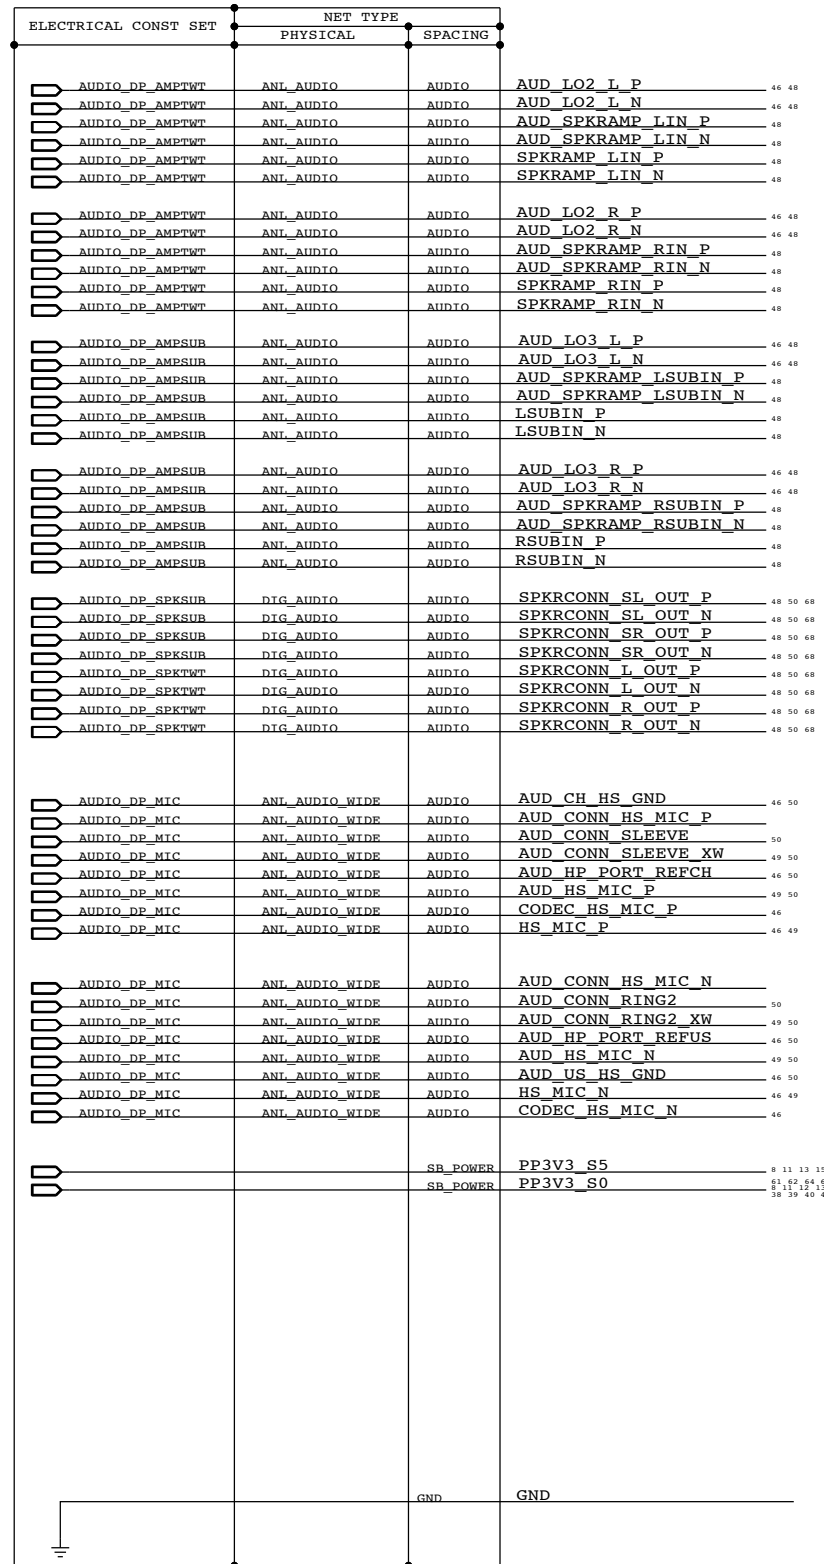 NET TYPE
ELECTRICAL CONST SET
PHYSICAL SPACING
AUDIO_DP_AMPTWT ANL_AUDIO AUDIO AUD_LO2_L_P 46 48
AUDIO_DP_AMPTWT ANL_AUDIO AUDIO AUD_LO2_L_N 46 48
AUDIO_DP_AMPTWT ANL_AUDIO AUDIO AUD_SPKRAMP_LIN_P 48
AUDIO_DP_AMPTWT ANL_AUDIO AUDIO AUD_SPKRAMP_LIN_N 48
AUDIO_DP_AMPTWT ANL_AUDIO AUDIO SPKRAMP_LIN_P 48
AUDIO_DP_AMPTWT ANL_AUDIO AUDIO SPKRAMP_LIN_N 48
AUDIO_DP_AMPTWT ANL_AUDIO AUDIO AUD_LO2_R_P 46 48
AUDIO_DP_AMPTWT ANL_AUDIO AUDIO AUD_LO2_R_N 46 48
AUDIO_DP_AMPTWT ANL_AUDIO AUDIO AUD_SPKRAMP_RIN_P 48
AUDIO_DP_AMPTWT ANL_AUDIO AUDIO AUD_SPKRAMP_RIN_N 48
AUDIO_DP_AMPTWT ANL_AUDIO AUDIO SPKRAMP_RIN_P 48
AUDIO_DP_AMPTWT ANL_AUDIO AUDIO SPKRAMP_RIN_N 48
AUDIO_DP_AMPSUB ANL_AUDIO AUDIO AUD_LO3_L_P 46 48
AUDIO_DP_AMPSUB ANL_AUDIO AUDIO AUD_LO3_L_N 46 48
AUDIO_DP_AMPSUB ANL_AUDIO AUDIO AUD_SPKRAMP_LSUBIN_P 48
AUDIO_DP_AMPSUB ANL_AUDIO AUDIO AUD_SPKRAMP_LSUBIN_N 48
AUDIO_DP_AMPSUB ANL_AUDIO AUDIO LSUBIN_P 48
AUDIO_DP_AMPSUB ANL_AUDIO AUDIO LSUBIN_N 48
AUDIO_DP_AMPSUB ANL_AUDIO AUDIO AUD_LO3_R_P 46 48
AUDIO_DP_AMPSUB ANL_AUDIO AUDIO AUD_LO3_R_N 46 48
AUDIO_DP_AMPSUB ANL_AUDIO AUDIO AUD_SPKRAMP_RSUBIN_P 48
AUDIO_DP_AMPSUB ANL_AUDIO AUDIO AUD_SPKRAMP_RSUBIN_N 48
AUDIO_DP_AMPSUB ANL_AUDIO AUDIO RSUBIN_P 48
AUDIO_DP_AMPSUB ANL_AUDIO AUDIO RSUBIN_N 48
AUDIO_DP_SPKSUB DIG_AUDIO AUDIO SPKRCONN_SL_OUT_P 48 50 68
AUDIO_DP_SPKSUB DIG_AUDIO AUDIO SPKRCONN_SL_OUT_N 48 50 68
AUDIO_DP_SPKSUB DIG_AUDIO AUDIO SPKRCONN_SR_OUT_P 48 50 68
AUDIO_DP_SPKSUB DIG_AUDIO AUDIO SPKRCONN_SR_OUT_N 48 50 68
AUDIO_DP_SPKTWT DIG_AUDIO AUDIO SPKRCONN_L_OUT_P 48 50 68
AUDIO_DP_SPKTWT DIG_AUDIO AUDIO SPKRCONN_L_OUT_N 48 50 68
AUDIO_DP_SPKTWT DIG_AUDIO AUDIO SPKRCONN_R_OUT_P 48 50 68
AUDIO_DP_SPKTWT DIG_AUDIO AUDIO SPKRCONN_R_OUT_N 48 50 68
AUDIO_DP_MIC ANL_AUDIO_WIDE AUDIO AUD_CH_HS_GND 46 50
AUDIO_DP_MIC ANL_AUDIO_WIDE AUDIO AUD_CONN_HS_MIC_P
AUDIO_DP_MIC ANL_AUDIO_WIDE AUDIO AUD_CONN_SLEEVE 50
AUDIO_DP_MIC ANL_AUDIO_WIDE AUDIO AUD_CONN_SLEEVE_XW 49 50
AUDIO_DP_MIC ANL_AUDIO_WIDE AUDIO AUD_HP_PORT_REFCH 46 50
AUDIO_DP_MIC ANL_AUDIO_WIDE AUDIO AUD_HS_MIC_P 49 50
AUDIO_DP_MIC ANL_AUDIO_WIDE AUDIO CODEC_HS_MIC_P 46
AUDIO_DP_MIC ANL_AUDIO_WIDE AUDIO HS_MIC_P 46 49
AUDIO_DP_MIC ANL_AUDIO_WIDE AUDIO AUD_CONN_HS_MIC_N
AUDIO_DP_MIC ANL_AUDIO_WIDE AUDIO AUD_CONN_RING2 50
AUDIO_DP_MIC ANL_AUDIO_WIDE AUDIO AUD_CONN_RING2_XW 49 50
AUDIO_DP_MIC ANL_AUDIO_WIDE AUDIO AUD_HP_PORT_REFUS 46 50
AUDIO_DP_MIC ANL_AUDIO_WIDE AUDIO AUD_HS_MIC_N 49 50
AUDIO_DP_MIC ANL_AUDIO_WIDE AUDIO AUD_US_HS_GND 46 50
AUDIO_DP_MIC ANL_AUDIO_WIDE AUDIO HS_MIC_N 46 49
AUDIO_DP_MIC ANL_AUDIO_WIDE AUDIO CODEC_HS_MIC_N 46
SB_POWER PP3V3_S5 8 11 13 15
61 62 64
SB_POWER PP3V3_S0 8 11 12 13
38 39 40
GND GND